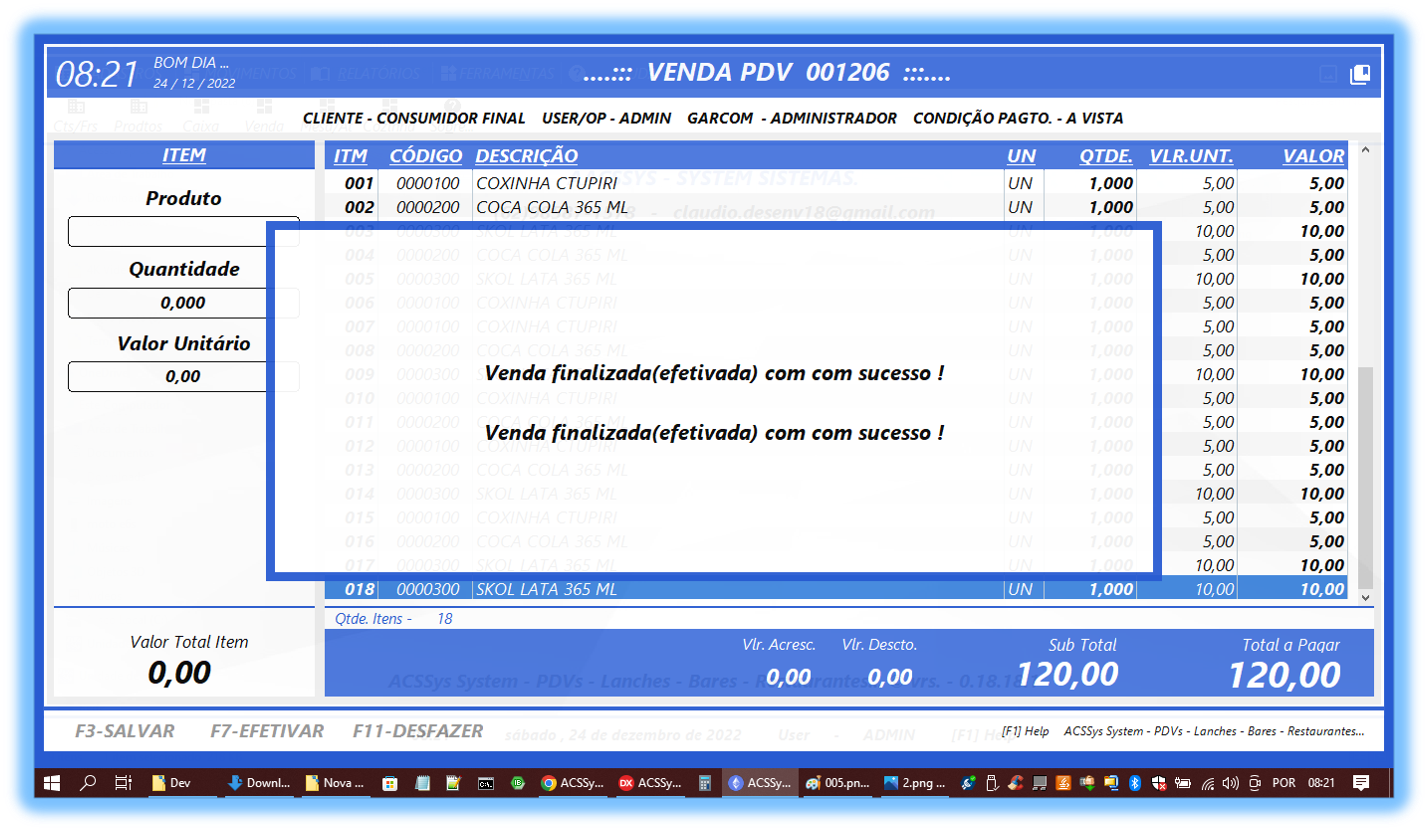 08:21 BOM DIA ... ....::: VENDA PDV 001206 :::....
24 / 12 / 2022
RELATÓRIOS FERRAMENTAS
Cts/Frs Prodtos Caixa Venda
CLIENTE - CONSUMIDOR FINAL USER/OP - ADMIN GARCOM - ADMINISTRADOR CONDIÇÃO PAGTO. - A VISTA
ITEM
Produto
Quantidade
0,000
Valor Unitário
0,00
Valor Total Item
0,00
ITM CÓDIGO DESCRIÇÃO UN QTDE. VLR.UNT. VALOR
001 0000100 COXINHA CTUPIRI UN 1,000 5,00 5,00
SYS - SYSTEM SISTEMAS.
002 0000200 COCA COLA 365 ML UN 1,000 5,00 5,00
- claudio.desenv18@gmail.com
003 0000200 SKOL LATA 365 ML UN 1,000 10,00 10,00
004 0000200 COCA COLA 365 ML UN 1,000 5,00 5,00
005 0000300 SKOL LATA 365 ML UN 1,000 10,00 10,00
006 0000100 COXINHA CTUPIRI UN 1,000 5,00 5,00
007 0000100 COXINHA CTUPIRI UN 1,000 5,00 5,00
008 0000200 COCA COLA 365 ML UN 1,000 5,00 5,00
009 0000300 UN 1,000 10,00 10,00
010 0000100 COXINHA CTUPIRI UN 1,000 5,00 5,00
011 0000200 COCA COLA 365 ML UN 1,000 5,00 5,00
012 0000100 COXINHA CTUPIRI UN 1,000 5,00 5,00
013 0000200 COCA COLA 365 ML UN 1,000 5,00 5,00
014 0000300 SKOL LATA 365 ML UN 1,000 10,00 10,00
015 0000100 COXINHA CTUPIRI UN 1,000 5,00 5,00
016 0000200 COCA COLA 365 ML UN 1,000 5,00 5,00
017 0000300 SKOL LATA 365 ML UN 1,000 10,00 10,00
018 0000300 SKOL LATA 365 ML UN 1,000 10,00 10,00
Venda finalizada(efetivada) com com sucesso !
Venda finalizada(efetivada) com com sucesso !
Qtde. Itens - 18
Vlr. Acresc. Vlr. Descto. Sub Total Total a Pagar
0,00 0,00 120,00 120,00
ACSSys System - PDVs - Lanches - Bares - Restaurantes
F3-SALVAR F7-EFETIVAR F11-DESFAZER
sábado , 24 de dezembro de 2022 User - ADMIN [F1] He
[F1] Help ACSSys System - PDVs - Lanches - Bares - Restaurantes...
Dev Downl... Nova ... ACSSy... ACSSy... ACSSy... 005.pn... 2.png ... POR 08:21